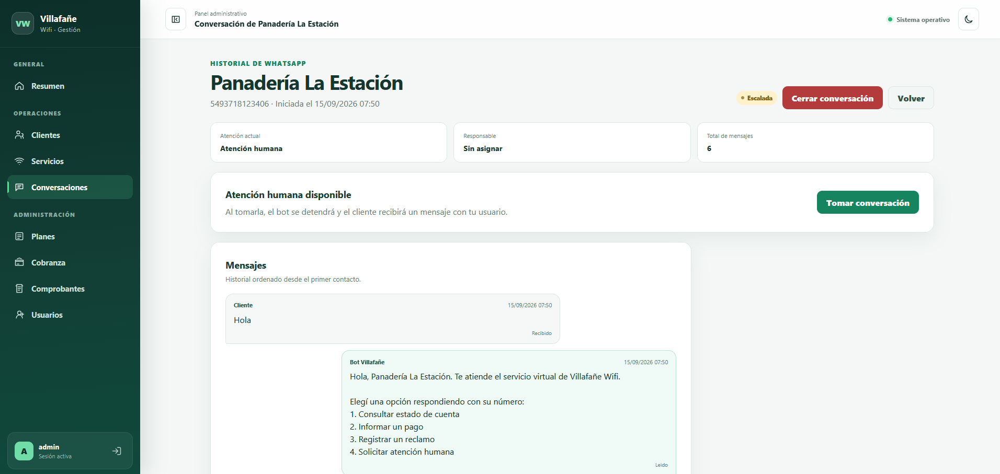 vw
Villafañe
Wifi · Gestión
GENERAL
Resumen
OPERACIONES
Clientes
Servicios
Conversaciones
ADMINISTRACIÓN
Planes
Cobranza
Comprobantes
Usuarios
A
admin
Sesión activa
Panel administrativo
Conversación de Panadería La Estación
Sistema operativo
HISTORIAL DE WHATSAPP
Panadería La Estación
5493718123406 · Iniciada el 15/09/2026 07:50
Escalada
Cerrar conversación
Volver
Atención actual
Atención humana
Responsable
Sin asignar
Total de mensajes
6
Atención humana disponible
Al tomarla, el bot se detendrá y el cliente recibirá un mensaje con tu usuario.
Tomar conversación
Mensajes
Historial ordenado desde el primer contacto.
Cliente 15/09/2026 07:50
Hola
Recibido
Bot Villafañe 15/09/2026 07:50
Hola, Panadería La Estación. Te atiende el servicio virtual de Villafañe Wifi.
Elegí una opción respondiendo con su número:
1. Consultar estado de cuenta
2. Informar un pago
3. Registrar un reclamo
4. Solicitar atención humana
Leido